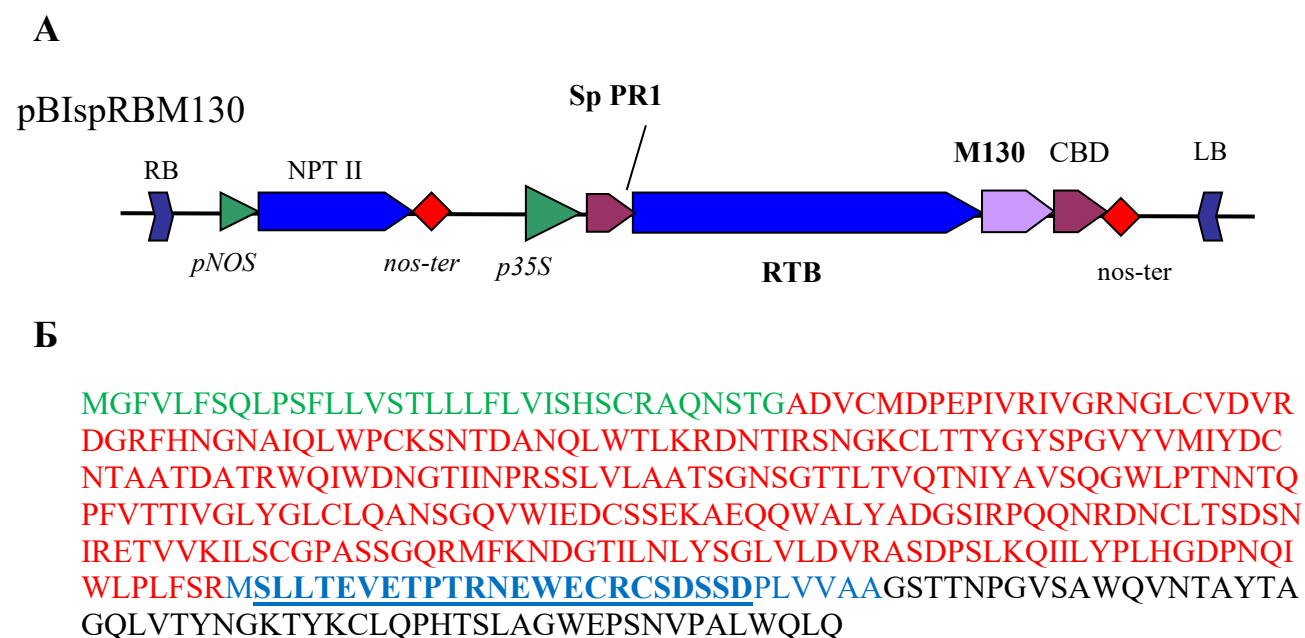 А
pBIspRBM130
Sp PR1
RB
NPT II
M130
CBD
LB
pNOS
nos-ter
p35S
RTB
nos-ter
Б
MGFVLFSQLPSFLLVSTLLLFLVISHSCRAQNSTGADVCMDPEPIVRIVGRNGLCVDVR
DGRFHNGNAIQLWPCKSNTDANQLWTLKRDNTIRSNGKCLTTYGYSPGVYVMIYDC
NTAATDATRWQIWDNGTIINPRSSLVLAATSGNSGTTLTVQTNIYAVSQGWLPTNNTQ
PFVTTIVGLYGLCLQANSGQVWIEDCSSEKAEQQWALYADGSIRPQQNRDNCLTSDSN
IRETVVKILSCGPASSGQRMFKNDGTILNLYSGLVLDVRASDPSLKQIILYPLHGDPNQI
WLPLFSRMSLLTEVETPTRNEWECRCSDSSDPLVVAAGSTTNPGVSAWQVNTAYTA
GQLVTYNGKTYKCLQPHTSLAGWEPSNVPALWQLQ